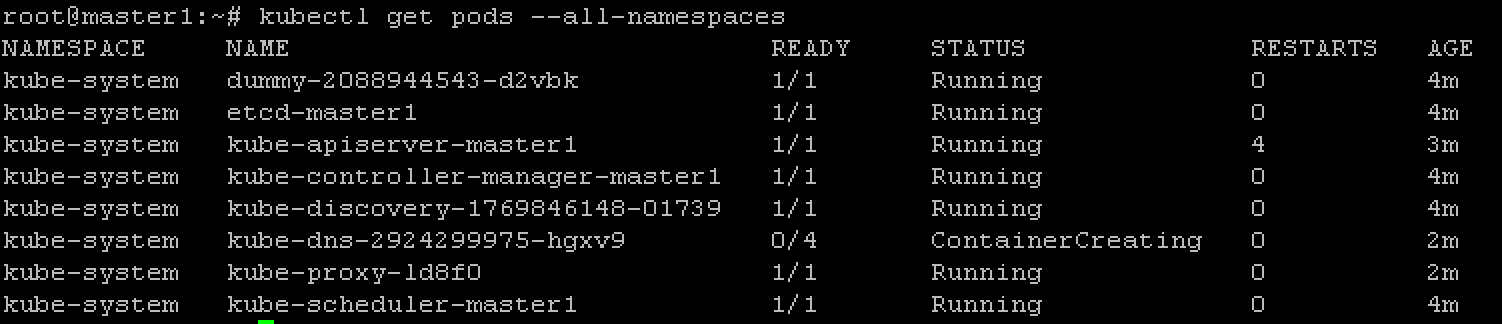 root@master1:~# kubectl get pods --all-namespaces
NAMESPACE NAME READY STATUS RESTARTS AGE
kube-system dummy-2088944543-d2vbk 1/1 Running 0 4m
kube-system etcd-master1 1/1 Running 0 4m
kube-system kube-apiserver-master1 1/1 Running 4 3m
kube-system kube-controller-manager-master1 1/1 Running 0 4m
kube-system kube-discovery-1769846148-01739 1/1 Running 0 4m
kube-system kube-dns-2924299975-hgxv9 0/4 ContainerCreating 0 2m
kube-system kube-proxy-ld8f0 1/1 Running 0 2m
kube-system kube-scheduler-master1 1/1 Running 0 4m